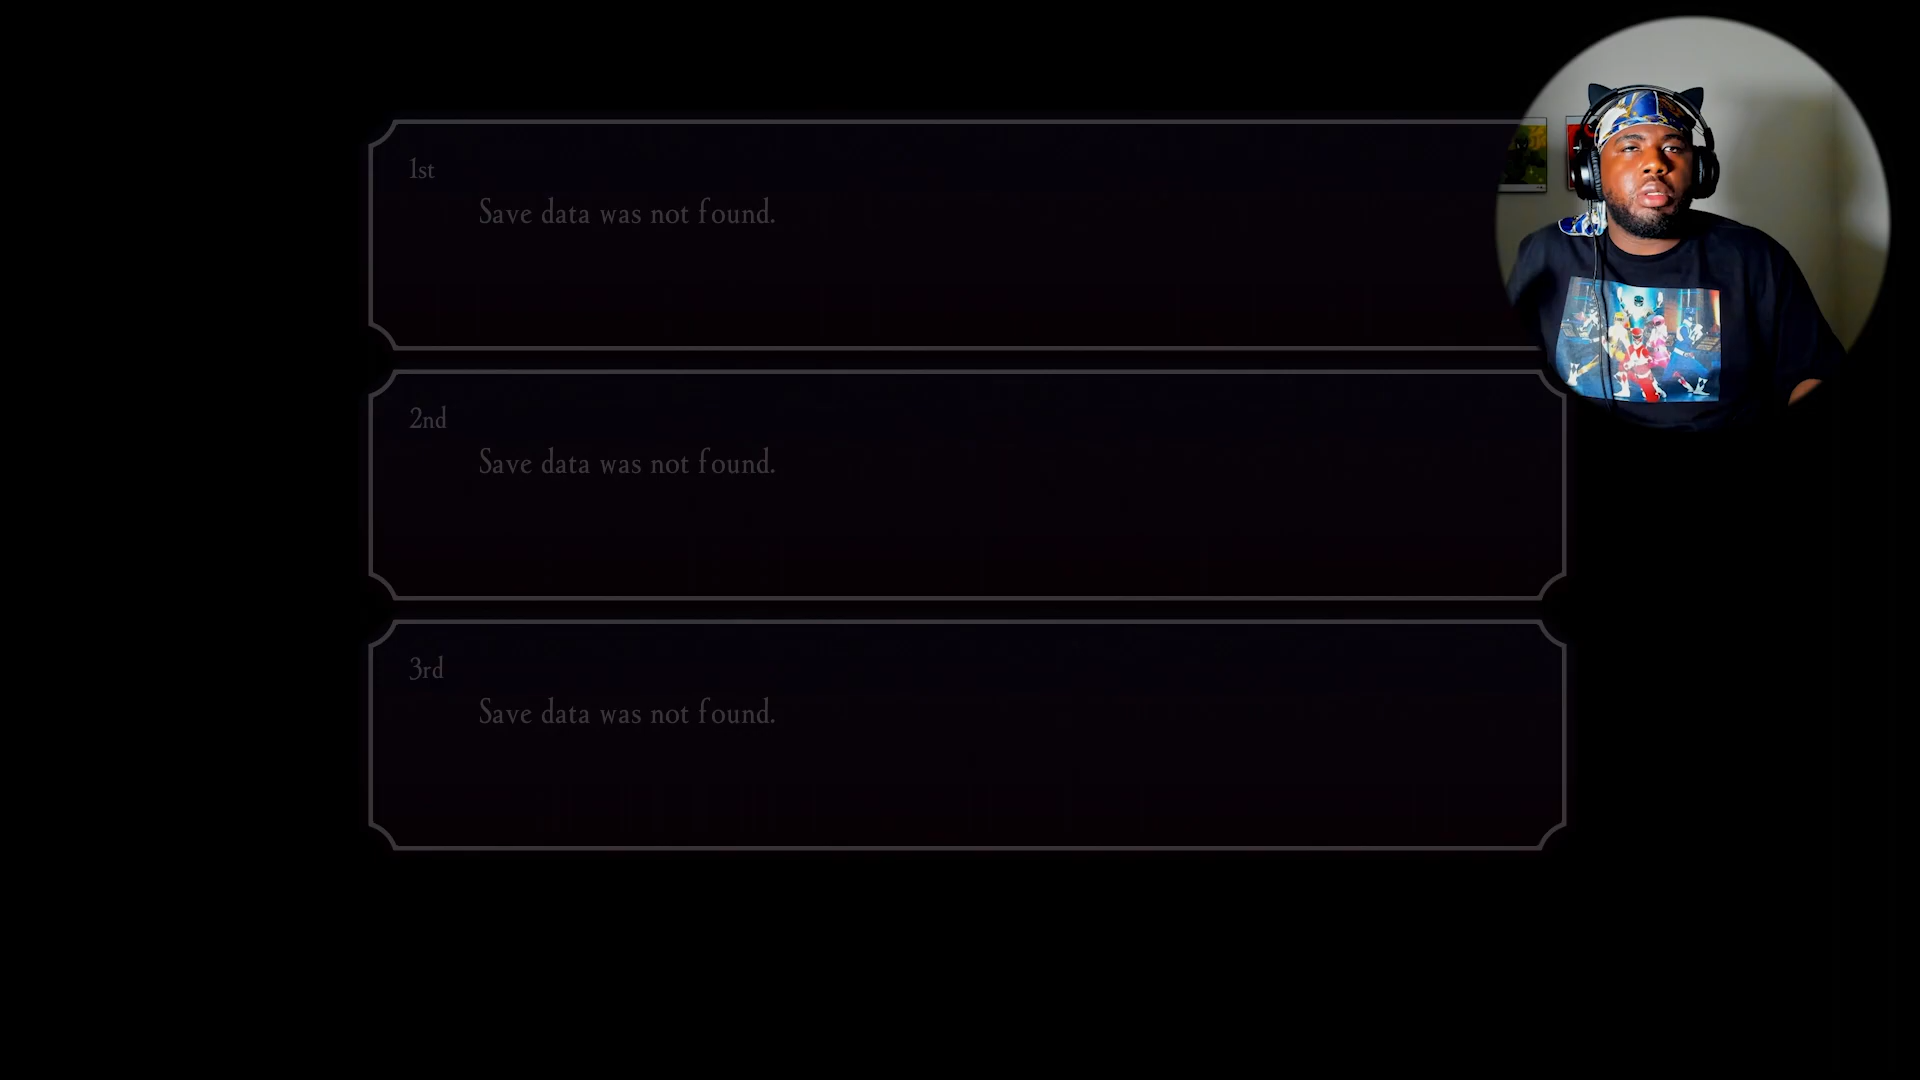 1st
Save data was not found.
2nd
Save data was not found.
3rd
Save data was not found.